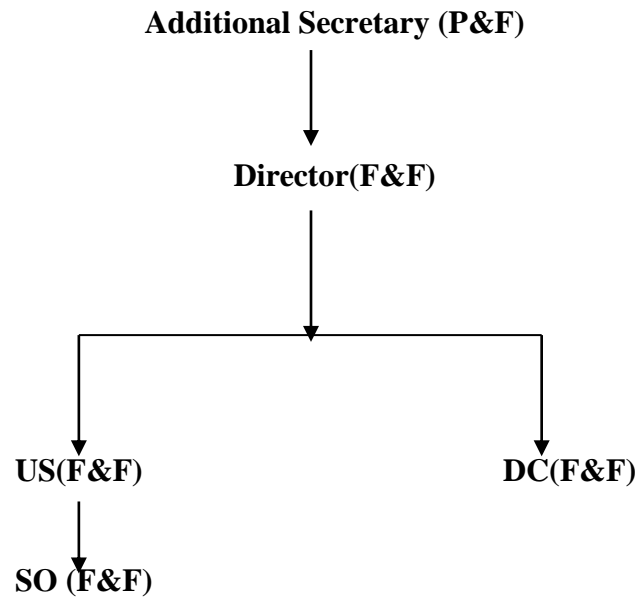 Additional Secretary (P&F)
Director(F&F)
US(F&F)
DC(F&F)
SO (F&F)